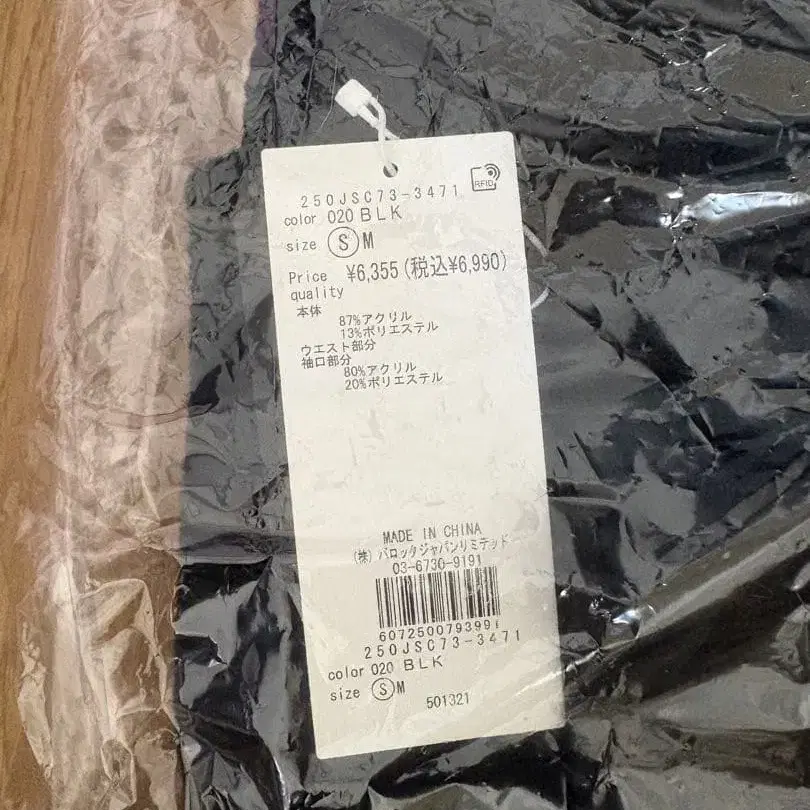 RFID
250JSC73-3471
color 020 BLK
size S M
Price ¥6,355(税込¥6,990)
quality
本体
87%アクリル
13%ポリエステル
ウエスト部分
袖口部分
80%アクリル
20%ポリエステル
MADE IN CHINA
(株)バロックジャパンリミテッド
03-6730-9191
250JSC73-3471
color 020 BLK
size S M
501321